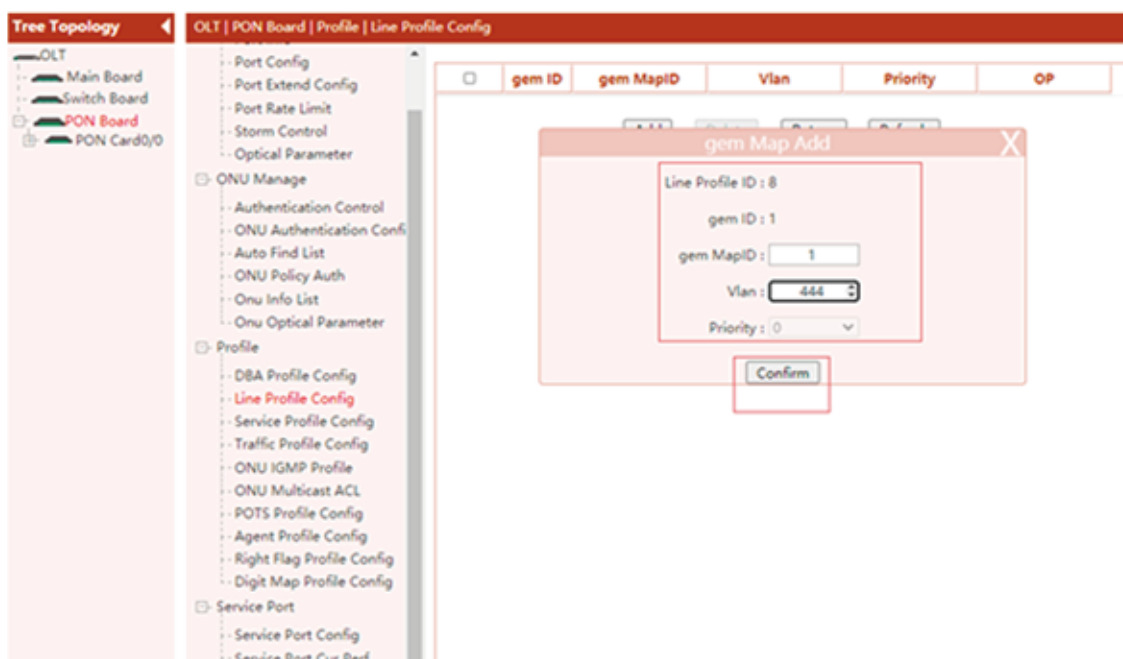 Tree Topology
OLT
Main Board
Switch Board
PON Board
PON Card0/0
OLT | PON Board | Profile | Line Profile Config
Port Config
Port Extend Config
Port Rate Limit
Storm Control
Optical Parameter
ONU Manage
Authentication Control
ONU Authentication Confi
Auto Find List
ONU Policy Auth
Onu Info List
Onu Optical Parameter
Profile
DBA Profile Config
Line Profile Config
Service Profile Config
Traffic Profile Config
ONU IGMP Profile
ONU Multicast ACL
POTS Profile Config
Agent Profile Config
Right Flag Profile Config
Digit Map Profile Config
Service Port
Service Port Config
Service Port Cur Perf
gem ID gem MapID Vlan Priority OP
gem Map Add X
Line Profile ID : 8
gem ID : 1
gem MapID : 1
Vlan : 444
Priority : 0
Confirm